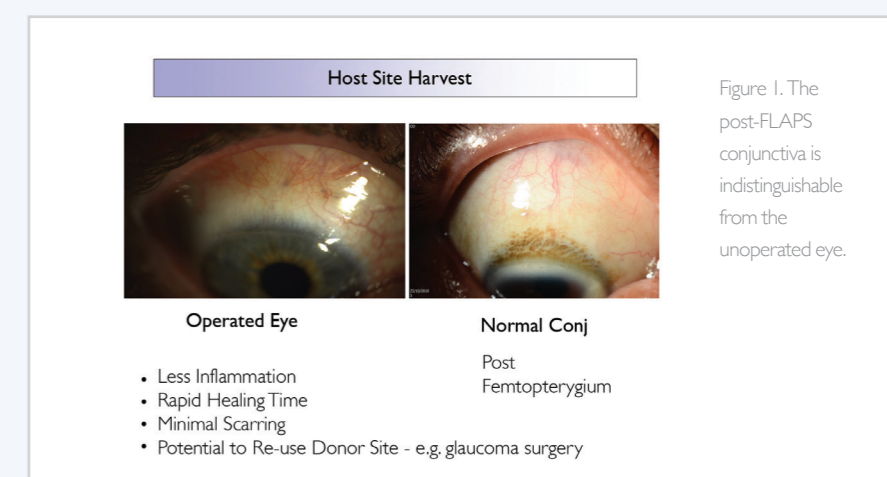 Host Site Harvest
Figure 1. The
post-FLAPS
conjunctiva is
indistinguishable
from the
unoperated eye.
Operated Eye
Normal Conj
Post
Femtopterygium
• Less Inflammation
• Rapid Healing Time
• Minimal Scarring
• Potential to Re-use Donor Site - e.g. glaucoma surgery